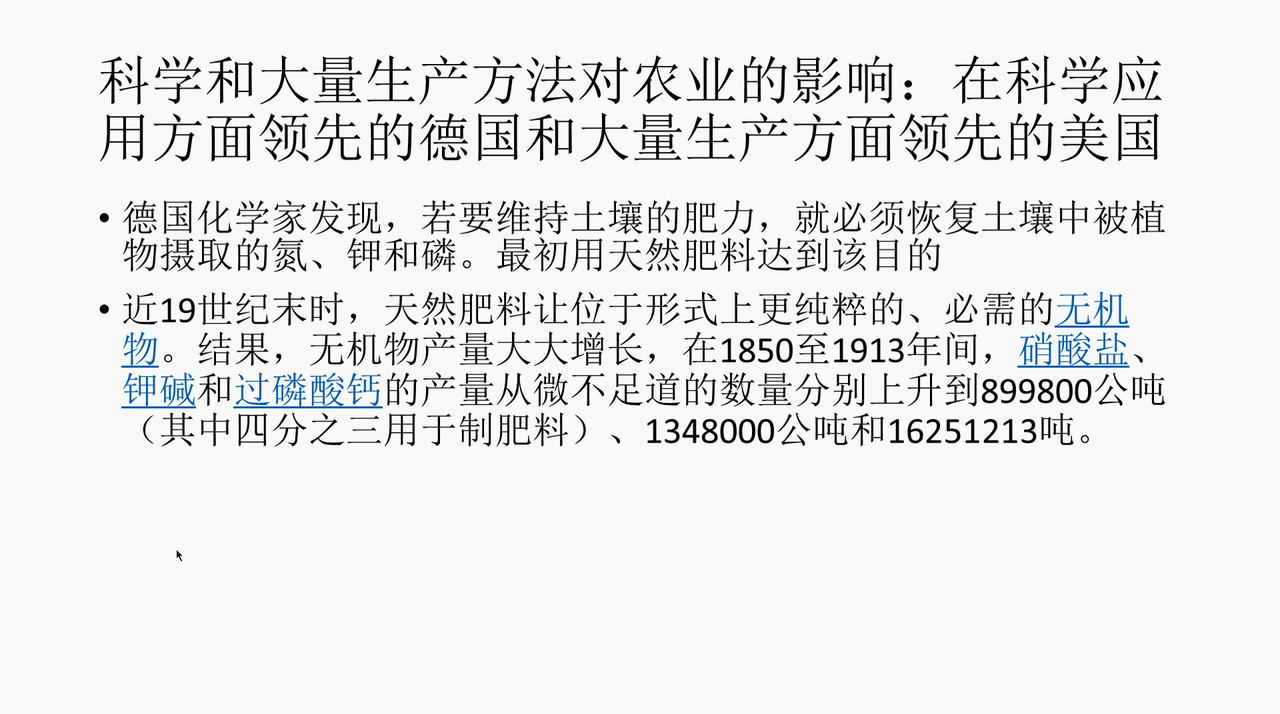 科学和大量生产方法对农业的影响：在科学应
用方面领先的德国和大量生产方面领先的美国
• 德国化学家发现，若要维持土壤的肥力，就必须恢复土壤中被植
物摄取的氮、钾和磷。最初用天然肥料达到该目的
• 近19世纪末时，天然肥料让位于形式上更纯粹的、必需的无机
物。结果，无机物产量大大增长，在1850至1913年间，硝酸盐、
钾碱和过磷酸钙的产量从微不足道的数量分别上升到899800公吨
（其中四分之三用于制肥料）、1348000公吨和16251213吨。